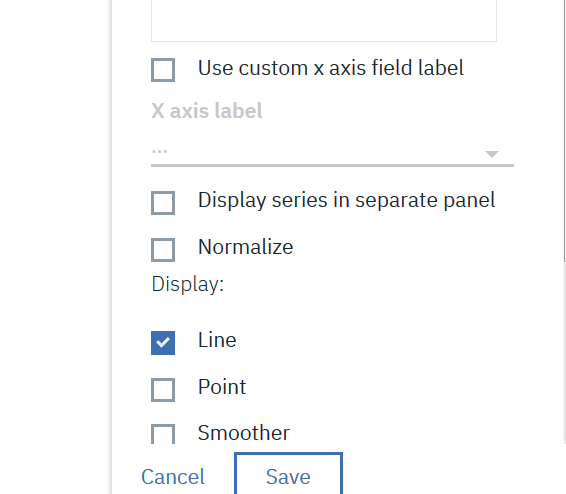 Use custom x axis field label
X axis label
...
Display series in separate panel
Normalize
Display:
Line
Point
Smoother
Cancel Save